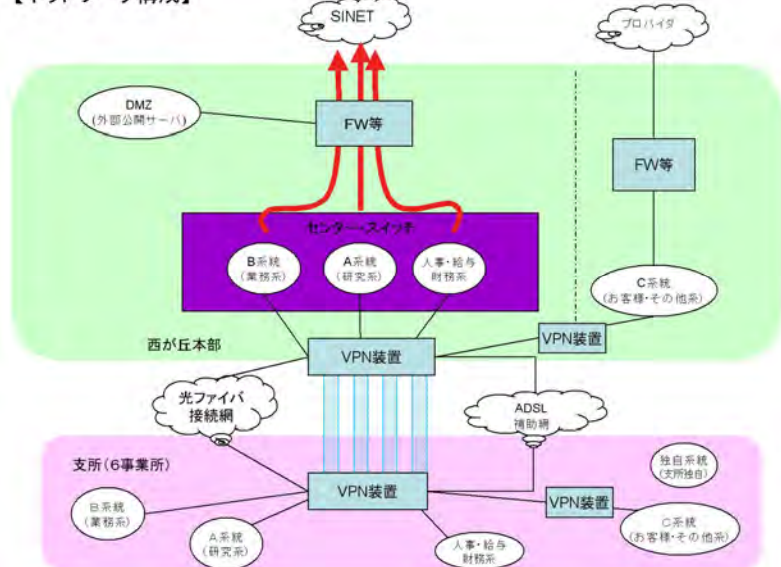 【ネットワーク構成】
SINET
プロバイダ
DMZ
(外部公開サーバ)
FW等
FW等
センタースイッチ
B系統
(業務系)
A系統
(研究系)
人事・給与
財務系
C系統
(お客様・その他系)
VPN装置
西が丘本部
VPN装置
光ファイバ
接続網
ADSL
補助網
支所(6事業所)
独自系統
(支所独自)
VPN装置
VPN装置
B系統
(業務系)
A系統
(研究系)
人事・給与
財務系
C系統
(お客様・その他系)